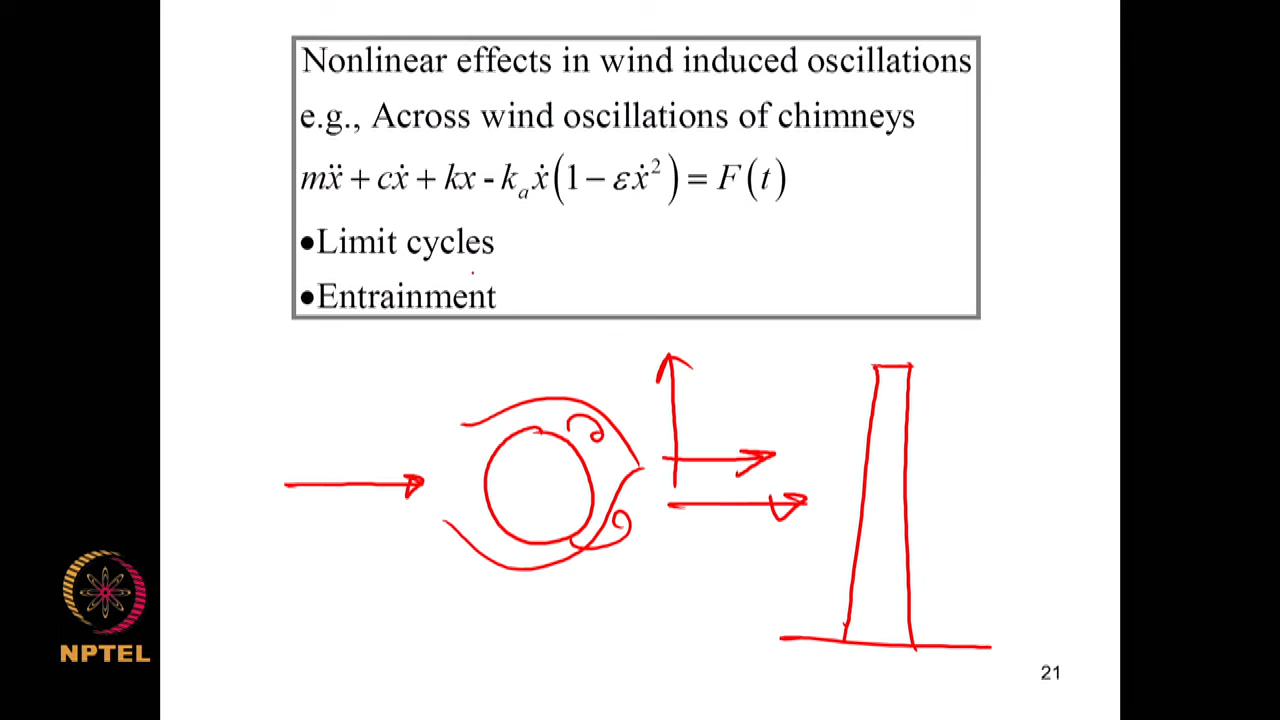 Nonlinear effects in wind induced oscillations
e.g., Across wind oscillations of chimneys
mẍ + cẋ + kx - kₐẋ(1 − εẋ²) = F(t)
•Limit cycles
•Entrainment
NPTEL
21